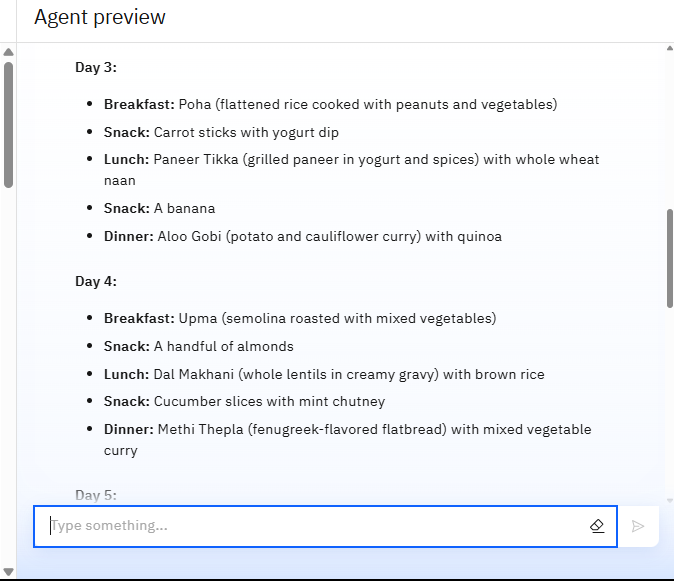 Agent preview
Day 3:
• Breakfast: Poha (flattened rice cooked with peanuts and vegetables)
• Snack: Carrot sticks with yogurt dip
• Lunch: Paneer Tikka (grilled paneer in yogurt and spices) with whole wheat
naan
• Snack: A banana
• Dinner: Aloo Gobi (potato and cauliflower curry) with quinoa
Day 4:
• Breakfast: Upma (semolina roasted with mixed vegetables)
• Snack: A handful of almonds
• Lunch: Dal Makhani (whole lentils in creamy gravy) with brown rice
• Snack: Cucumber slices with mint chutney
• Dinner: Methi Thepla (fenugreek-flavored flatbread) with mixed vegetable
curry
Day 5:
Type something...